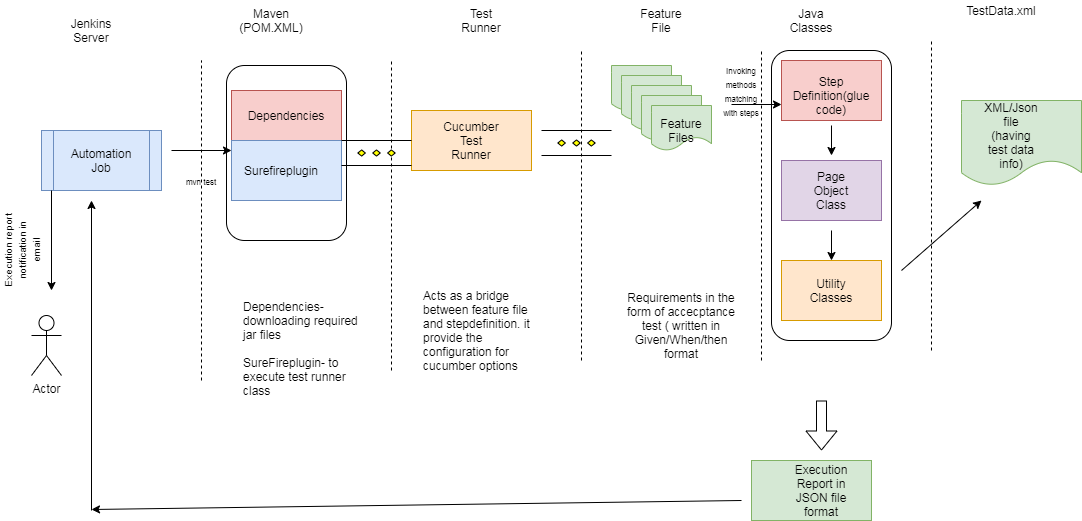 Jenkins
Server
Maven
(POM.XML)
Test
Runner
Feature
File
Java
Classes
TestData.xml
Automation
Job
mvn test
Dependencies
Surefireplugin
Cucumber
Test
Runner
Feature
Files
Invoking
methods
matching
with steps
Step
Definition(glue
code)
Page
Object
Class
Utility
Classes
XML/Json
file
(having
test data
info)
Execution report
notification in
email
Actor
Dependencies-
downloading required
jar files
SureFireplugin- to
execute test runner
class
Acts as a bridge
between feature file
and stepdefinition. it
provide the
configuration for
cucumber options
Requirements in the
form of accecptance
test ( written in
Given/When/then
format
Execution
Report in
JSON file
format